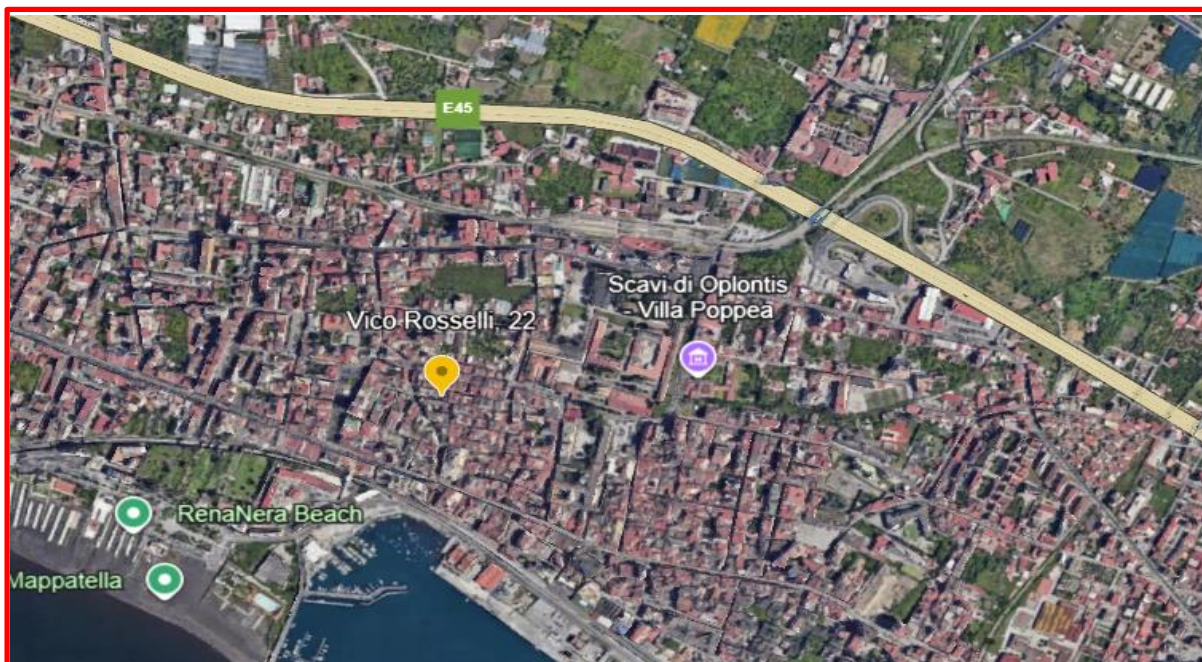 E45
Scavi di Oplontis
- Villa Poppea
Vico Rosselli, 22
RenaNera Beach
Mappatella